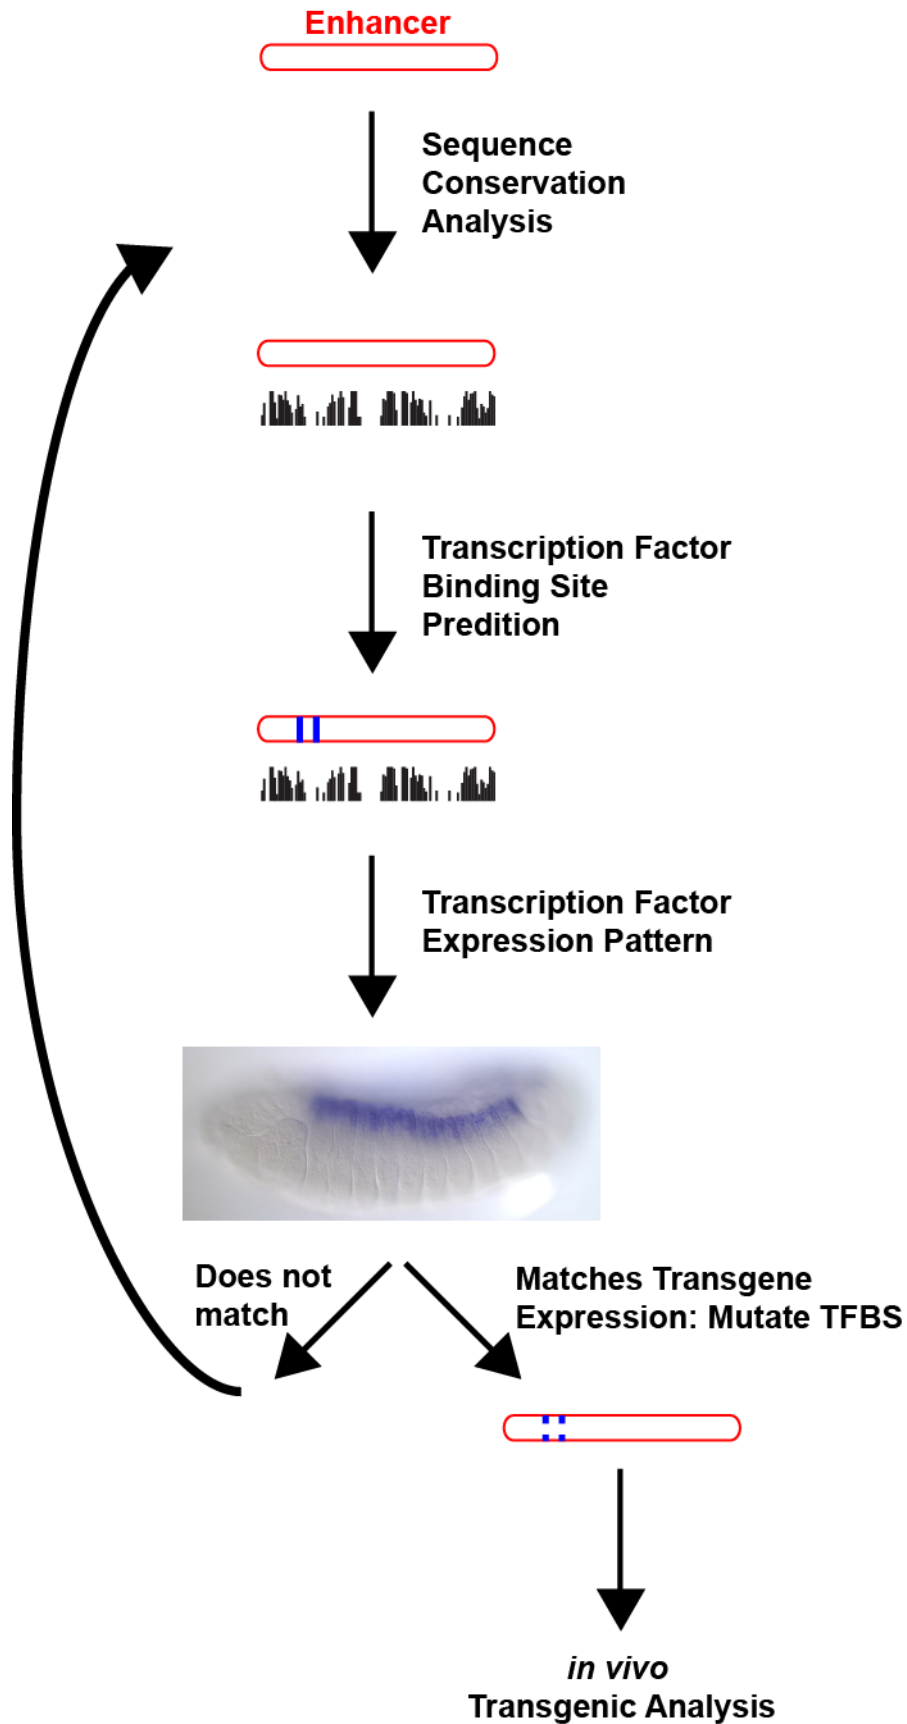 Enhancer
Sequence
Conservation
Analysis
Transcription Factor
Binding Site
Predition
Transcription Factor
Expression Pattern
Does not
match
Matches Transgene
Expression: Mutate TFBS
in vivo
Transgenic Analysis